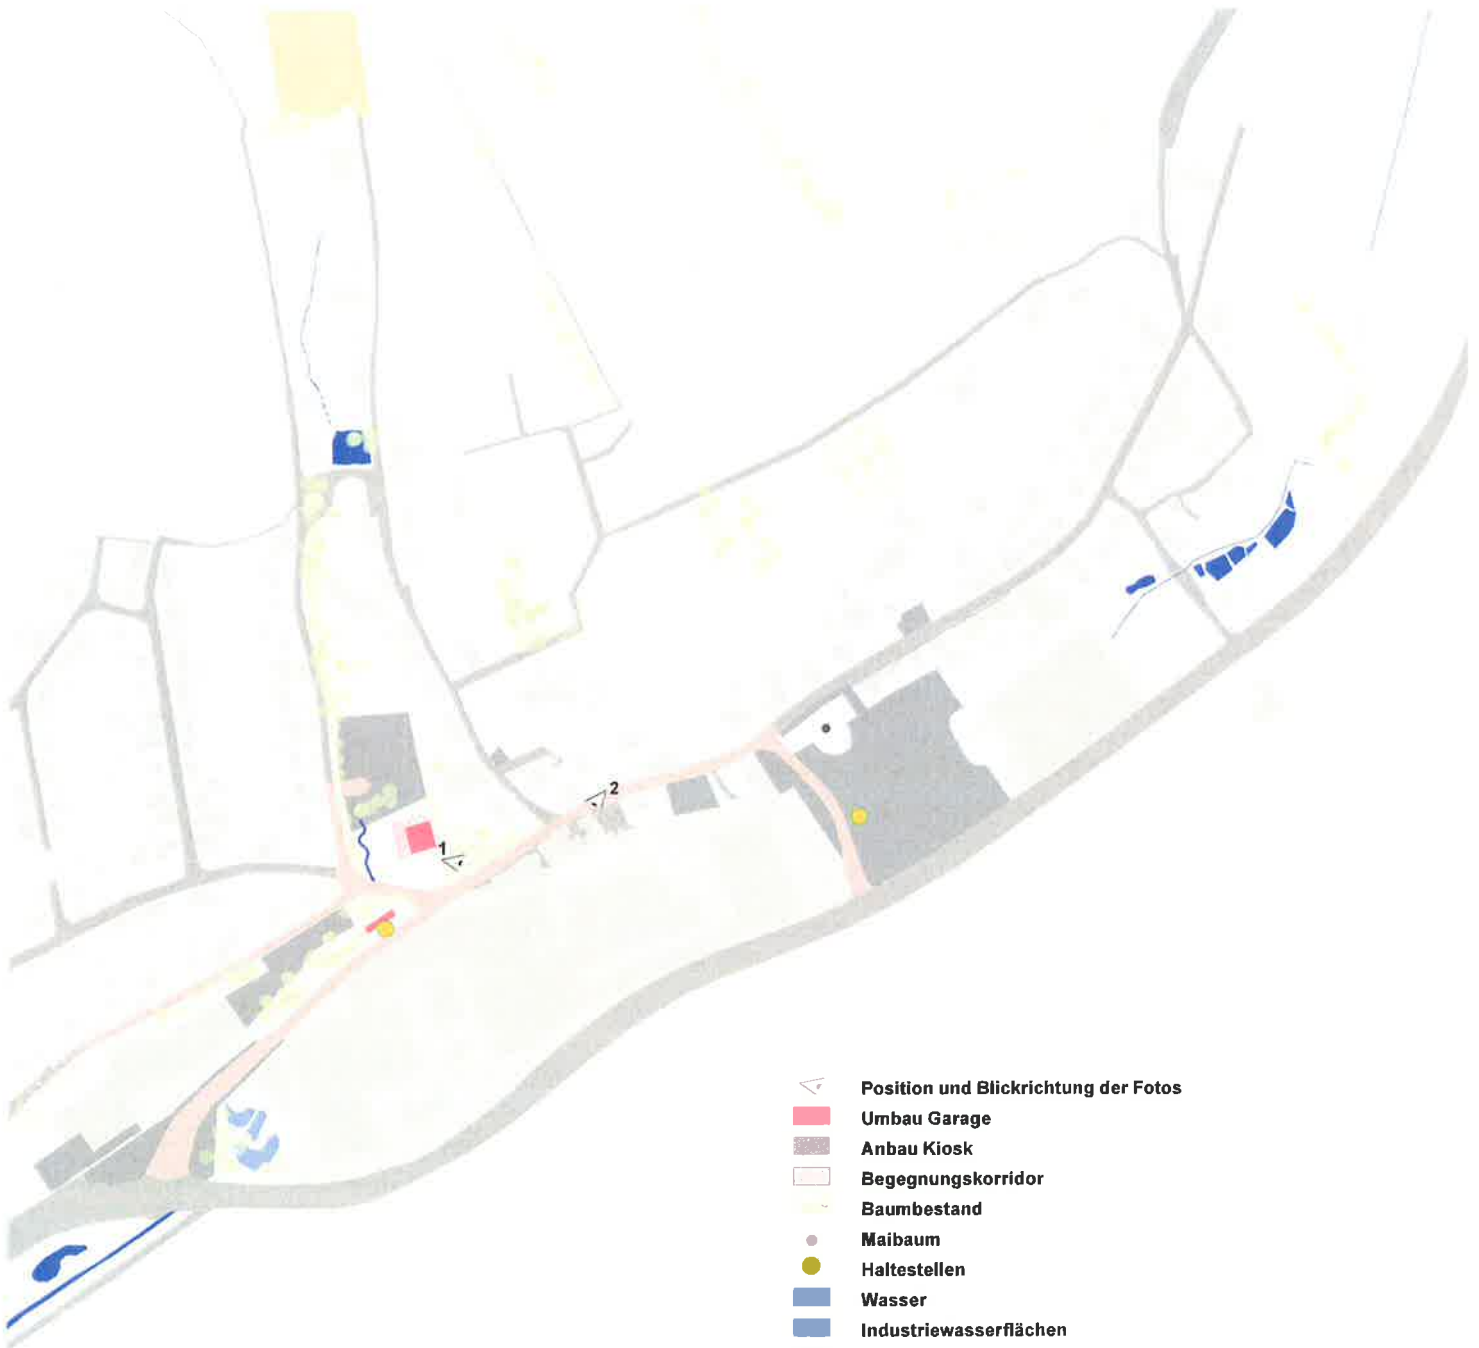 2
1
Position und Blickrichtung der Fotos
Umbau Garage
Anbau Kiosk
Begegnungskorridor
Baumbestand
Maibaum
Haltestellen
Wasser
Industriewasserflächen